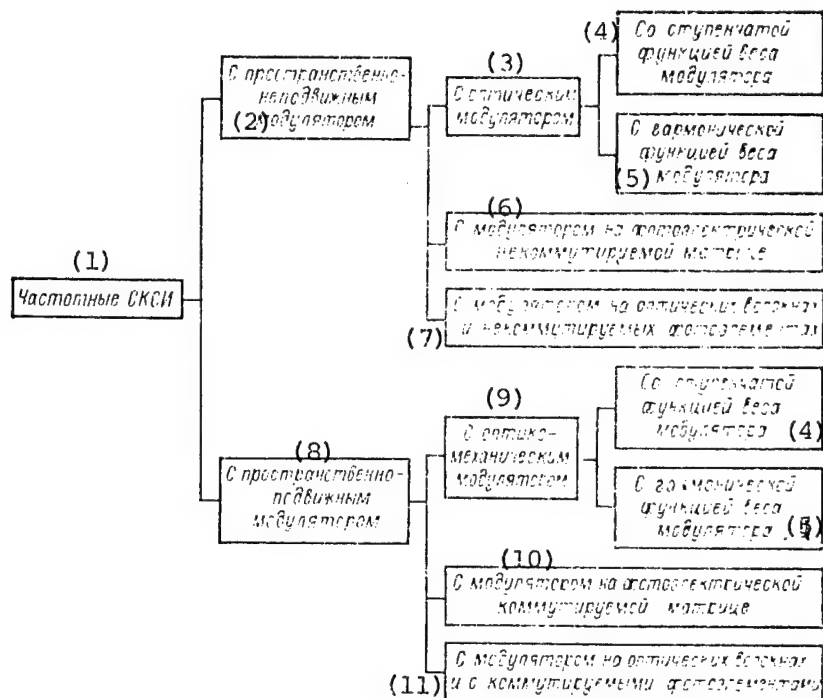 (4)
Со ступенчатой
функцией веса
модулятора
(3)
С пространственно-
неподвижным
модулятором
(2)
С оптическим
модулятором
С гармонической
функцией веса
модулятора
(5)
(6)
С модулятором на фотоэлектрической
некоммутируемой матрице
(1)
Частотные СКСИ
С модулятором на оптических волокнах
и некоммутируемых фотоэлементах
(7)
(9)
Со ступенчатой
функцией веса
модулятора (4)
(8)
С пространственно-
подвижным
модулятором
С оптико-
механическим
модулятором
С гармонической
функцией веса
модулятора (5)
(10)
С модулятором на фотоэлектрической
коммутируемой матрице
С модулятором на оптических волокнах
и с коммутируемыми фотоэлементами
(11)